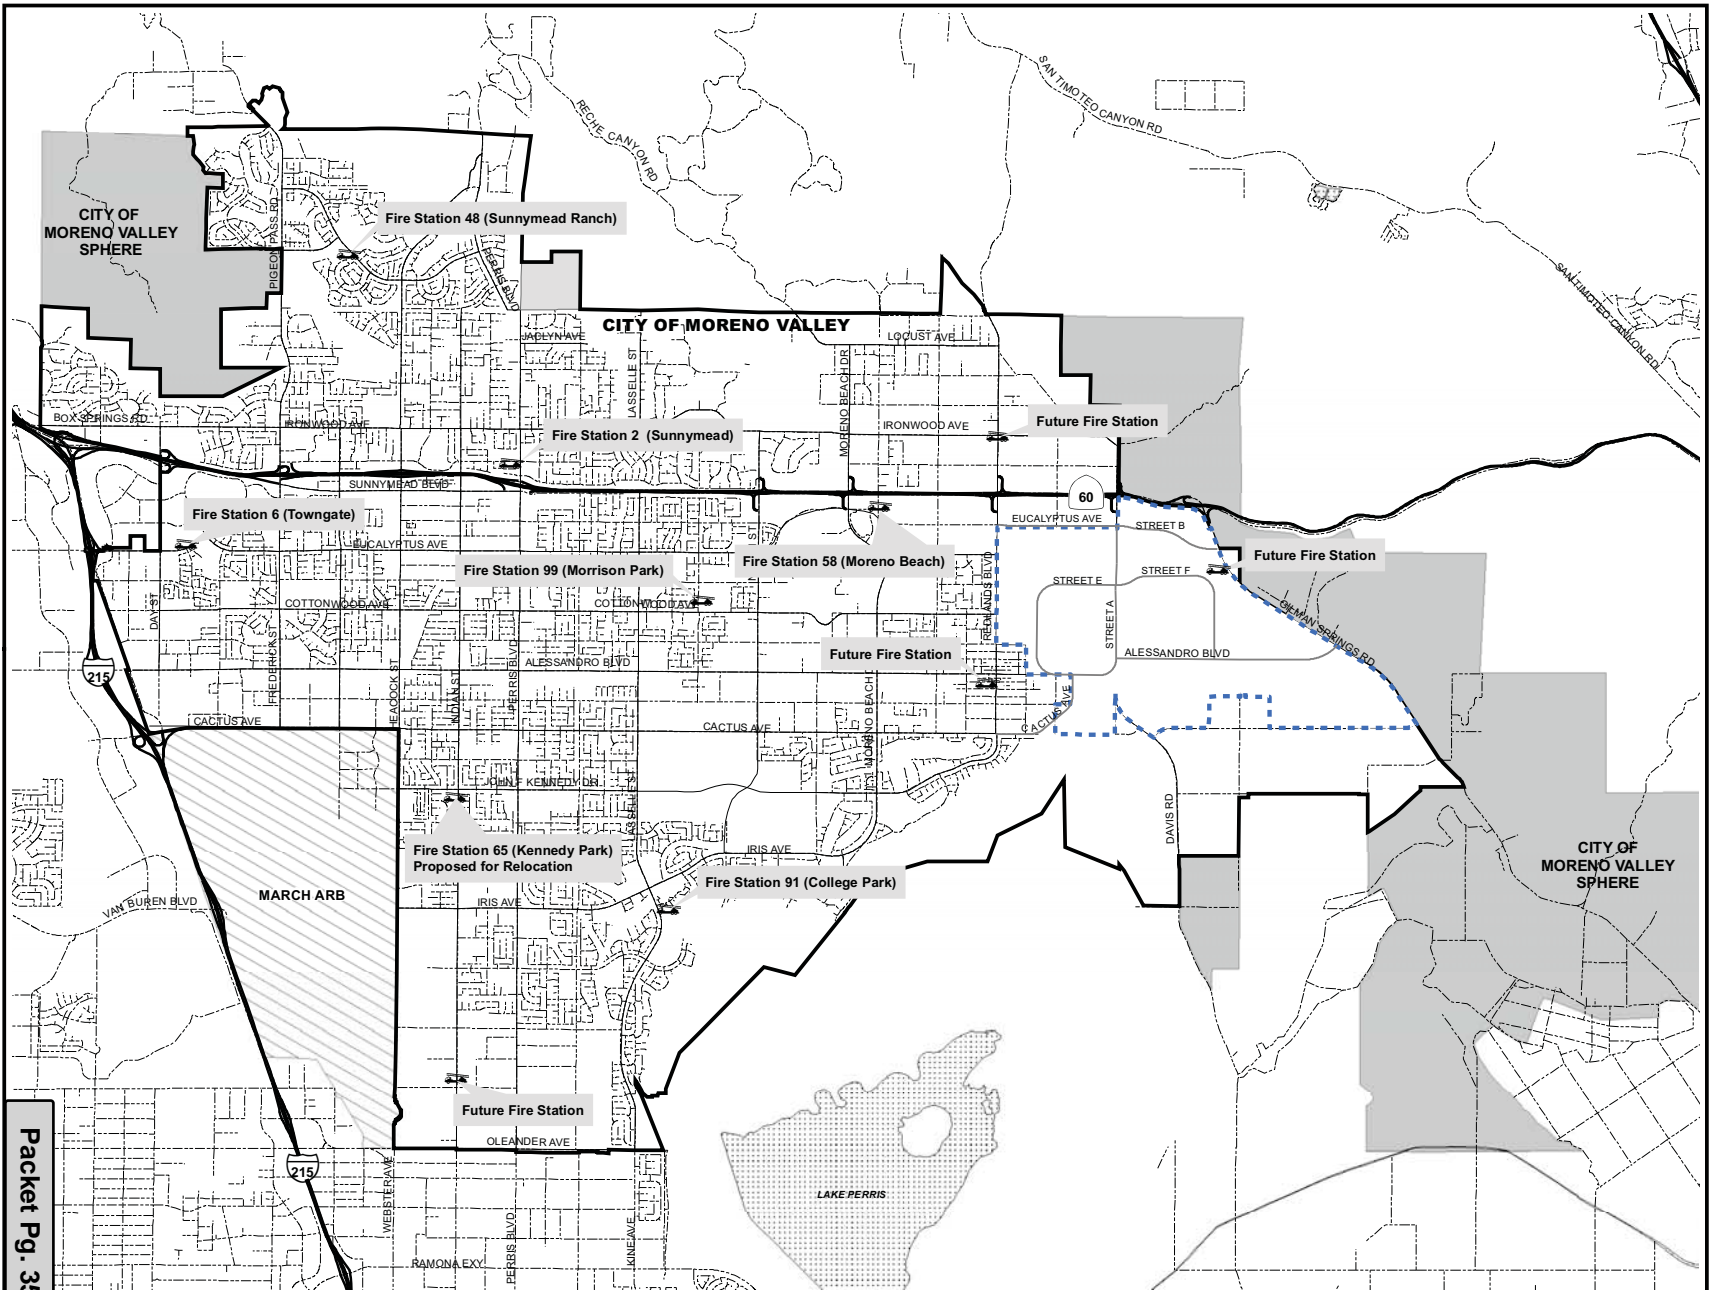 SAN TIMOTEO CANYON RD
RECHE CANYON RD
CITY OF
MORENO VALLEY
SPHERE
PIGEON PASS RD
Fire Station 48 (Sunnymead Ranch)
PERRIS BLVD
SAN TIMOTEO CANYON RD
CITY OF MORENO VALLEY
JACLYN AVE
LOCUST AVE
LASSELLE ST
MORENO BEACH DR
BOX SPRINGS RD
IRONWOOD AVE
Fire Station 2 (Sunnymead)
IRONWOOD AVE
Future Fire Station
SUNNYMEAD BLVD
60
Fire Station 6 (Towngate)
EUCALYPTUS AVE
STREET B
EUCALYPTUS AVE
ST
Fire Station 58 (Moreno Beach)
Future Fire Station
Fire Station 99 (Morrison Park)
REDLANDS BLVD
STREET E
STREET F
DAY ST
COTTONWOOD AVE
COTTONWOOD AVE
STREET A
GILMAN SPRINGS RD
FREDERICK ST
HEACOCK ST
INDIAN ST
PERRIS BLVD
ALESSANDRO BLVD
Future Fire Station
ALESSANDRO BLVD
215
MORENO BEACH D
CACTUS AVE
CACTUS AVE
CACTUS AVE
JOHN F KENNEDY DR
LASSELLE ST
DAVIS RD
Fire Station 65 (Kennedy Park)
Proposed for Relocation
IRIS AVE
CITY OF
MORENO VALLEY
SPHERE
MARCH ARB
Fire Station 91 (College Park)
VAN BUREN BLVD
IRIS AVE
Future Fire Station
OLEANDER AVE
Packet Pg. 35
215
WEBSTER AVE
LAKE PERRIS
PERRIS BLVD
KINE AVE
RAMONA EXY